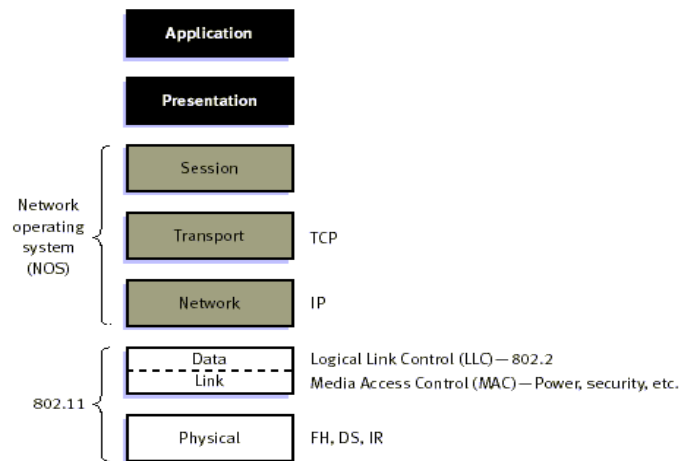 Application
Presentation
Session
Network
operating
system
(NOS)
Transport
TCP
Network
IP
Data
Logical Link Control (LLC)—802.2
Link
Media Access Control (MAC)—Power, security, etc.
802.11
Physical
FH, DS, IR